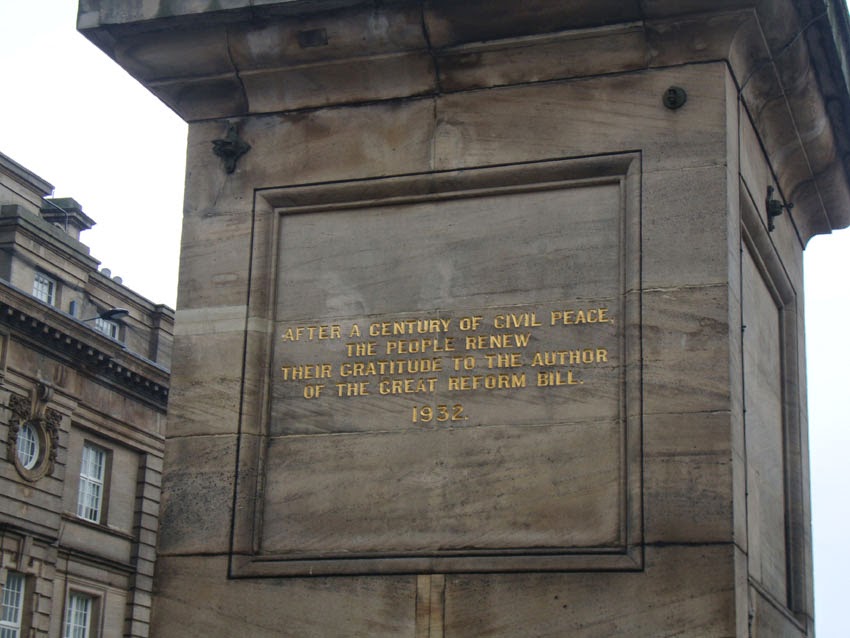 AFTER A CENTURY OF CIVIL PEACE,
THE PEOPLE RENEW
THEIR GRATITUDE TO THE AUTHOR
OF THE GREAT REFORM BILL.
1932.